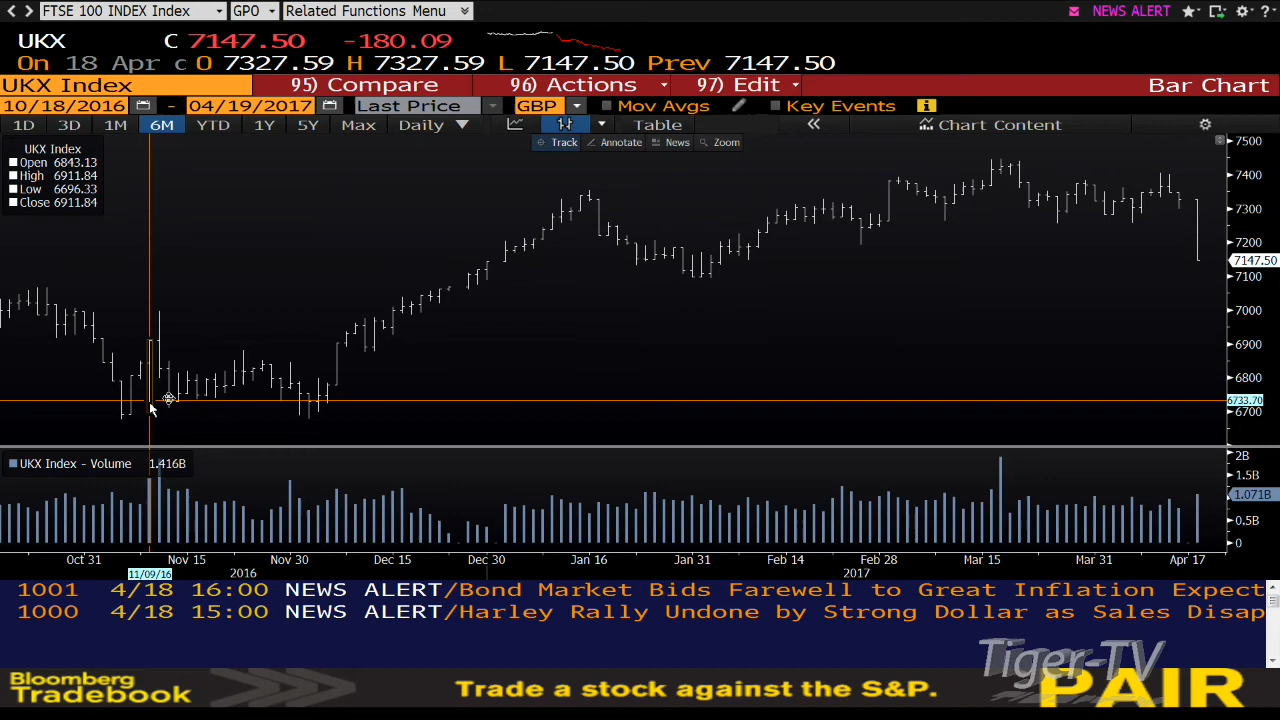 FTSE 100 INDEX Index GPO Related Functions Menu NEWS ALERT ?
UKX C 7147.50 -180.09
On 18 Apr c O 7327.59 H 7327.59 L 7147.50 Prev 7147.50
UKX Index 95) Compare 96) Actions 97) Edit Bar Chart
10/18/2016 - 04/19/2017 Last Price GBP Mov Avgs Key Events i
1D 3D 1M 6M YTD 1Y 5Y Max Daily Table « Chart Content
Track Annotate News Zoom
UKX Index
Open 6843.13
High 6911.84
Low 6696.33
Close 6911.84
7500
7400
7300
7200
7147.50
7100
7000
6900
6800
6733.70
6700
UKX Index - Volume 1.416B
2B
1.5B
1.071B
0.5B
0
Oct 31 Nov 15 Nov 30 Dec 15 Dec 30 Jan 16 Jan 31 Feb 14 Feb 28 Mar 15 Mar 31 Apr 17
11/09/16 2016 2017
1001 4/18 16:00 NEWS ALERT/Bond Market Bids Farewell to Great Inflation Expect
1000 4/18 15:00 NEWS ALERT/Harley Rally Undone by Strong Dollar as Sales Disap
Tiger-TV
Bloomberg
Tradebook
Trade a stock against the S&P.
PAIR